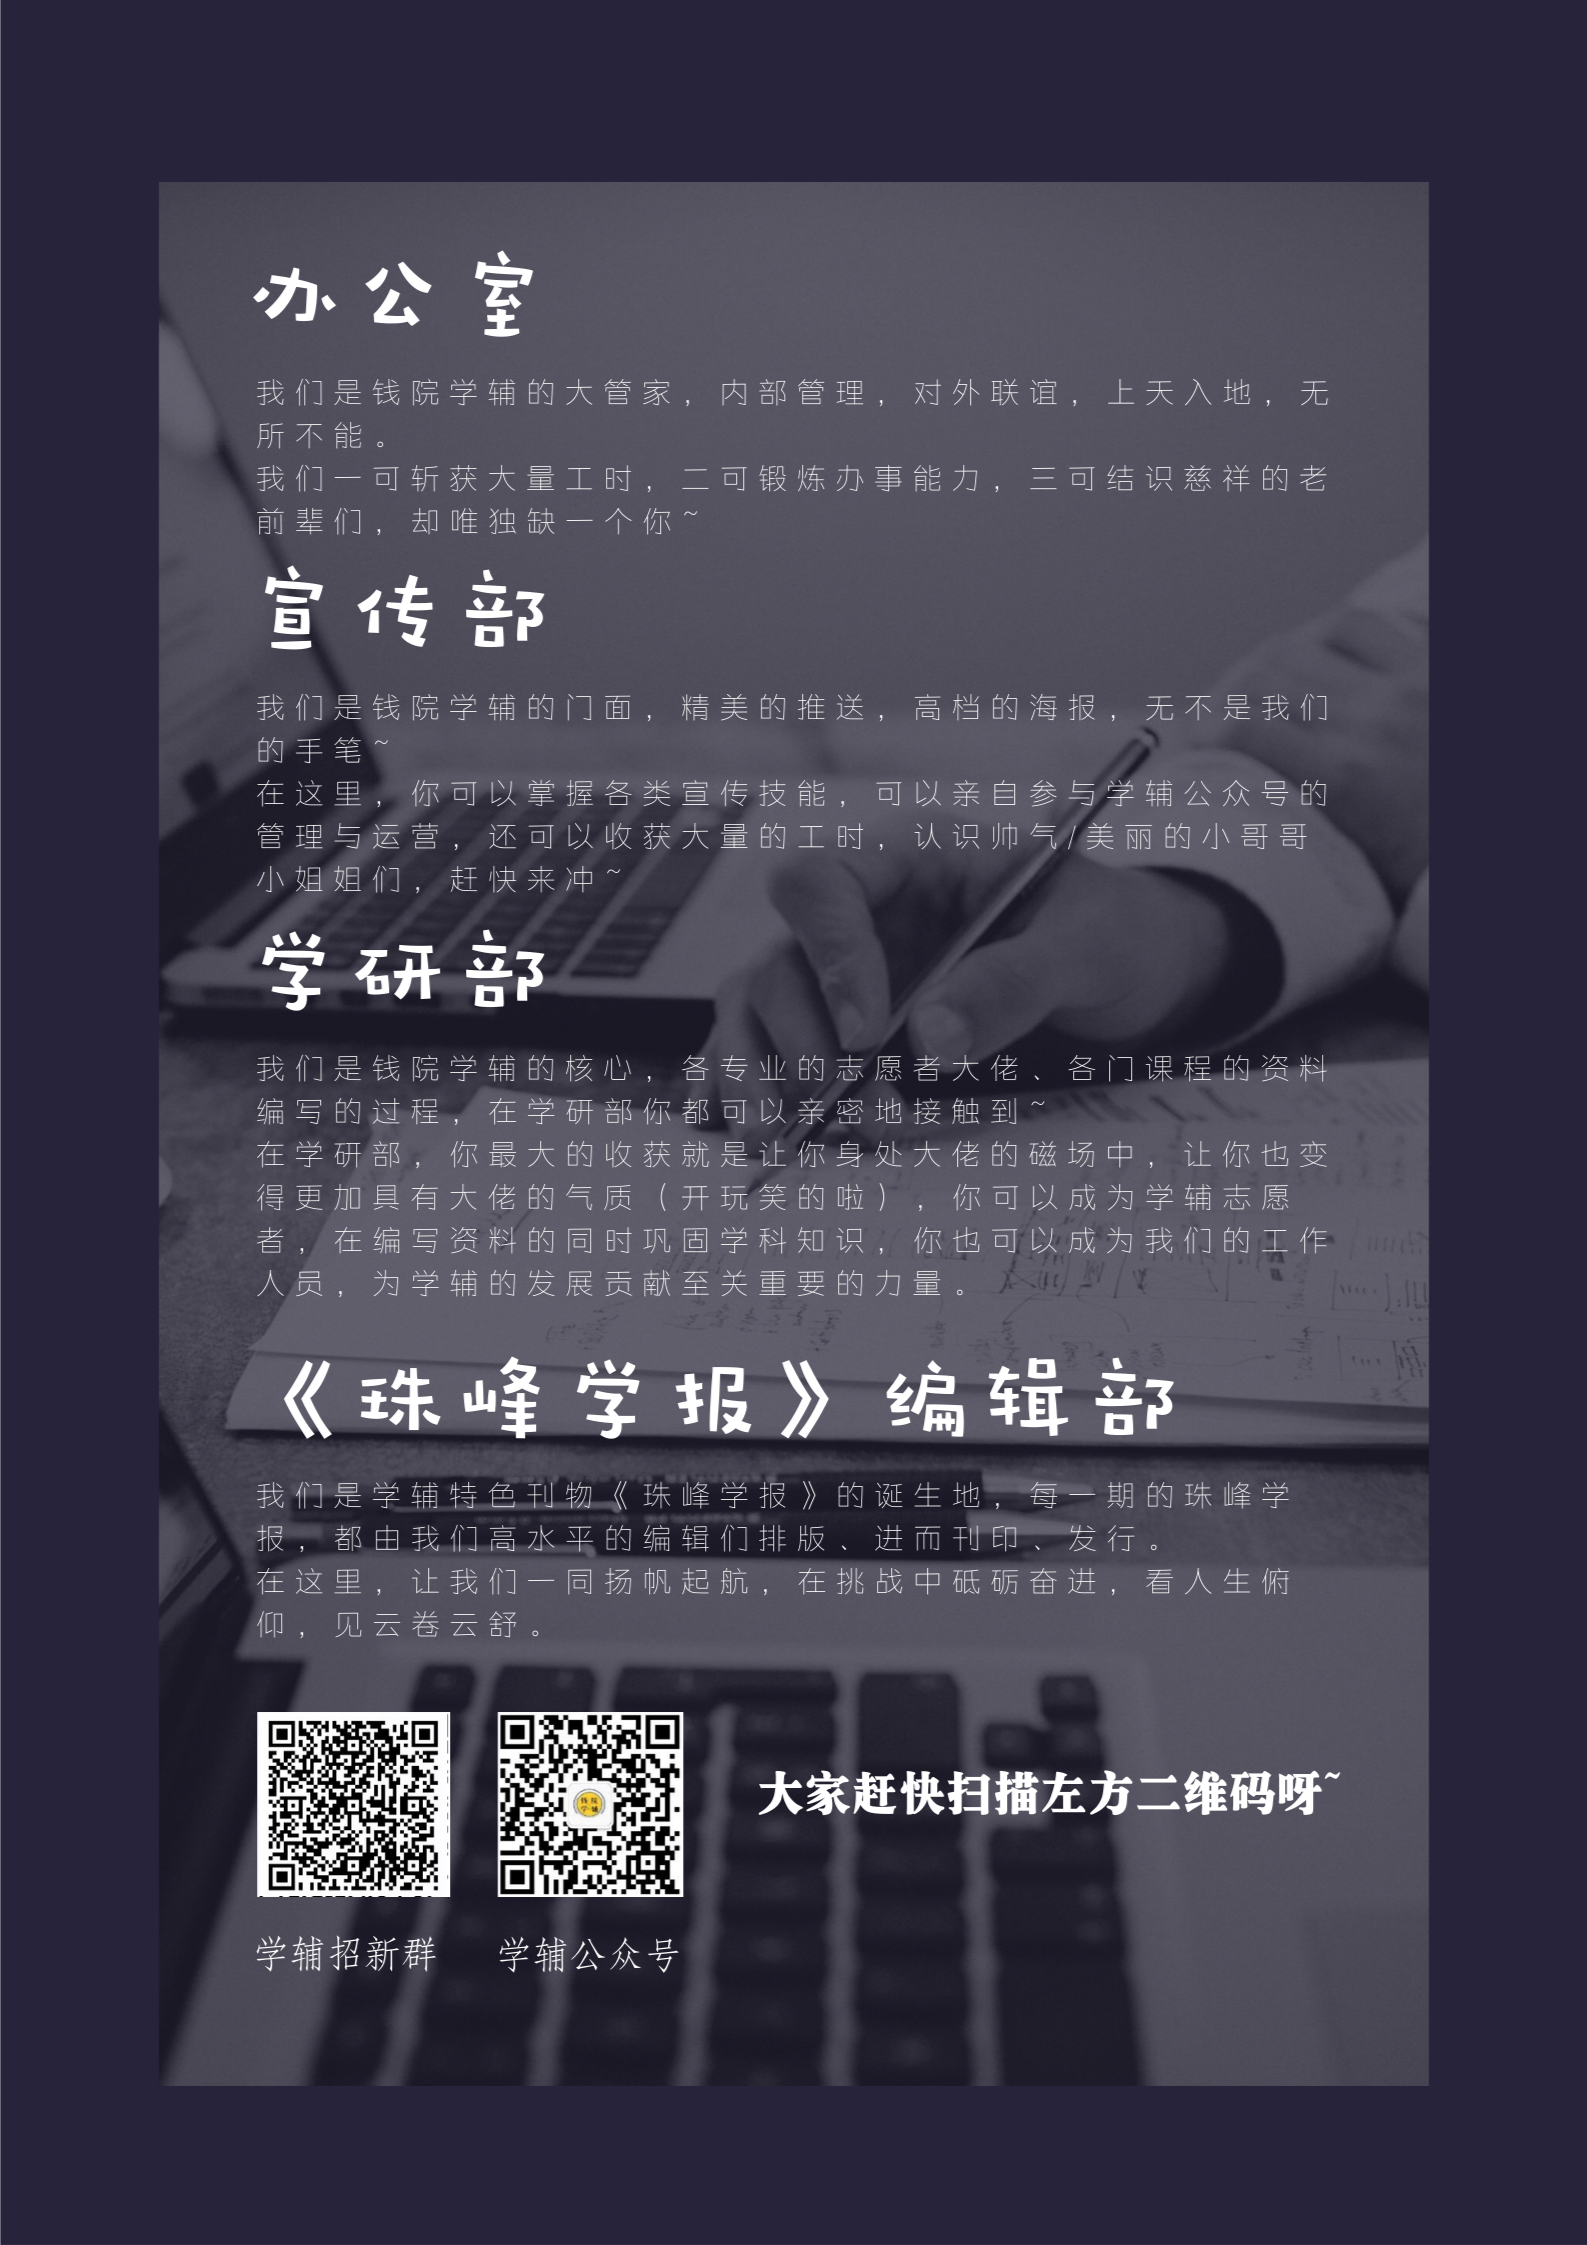 办公室
我们是钱院学辅的大管家，内部管理，对外联谊，上天入地，无
所不能。
我们一可斩获大量工时，二可锻炼办事能力，三可结识慈祥的老
前辈们，却唯独缺一个你~
宣传部
我们是钱院学辅的门面，精美的推送，高档的海报，无不是我们
的手笔~
在这里，你可以掌握各类宣传技能，可以亲自参与学辅公众号的
管理与运营，还可以收获大量的工时，认识帅气/美丽的小哥哥
小姐姐们，赶快来冲~
学研部
我们是钱院学辅的核心，各专业的志愿者大佬、各门课程的资料
编写的过程，在学研部你都可以亲密地接触到~
在学研部，你最大的收获就是让你身处大佬的磁场中，让你也变
得更加具有大佬的气质（开玩笑的啦），你可以成为学辅志愿
者，在编写资料的同时巩固学科知识，你也可以成为我们的工作
人员，为学辅的发展贡献至关重要的力量。
《珠峰学报》编辑部
我们是学辅特色刊物《珠峰学报》的诞生地，每一期的珠峰学
报，都由我们高水平的编辑们排版、进而刊印、发行。
在这里，让我们一同扬帆起航，在挑战中砥砺奋进，看人生俯
仰，见云卷云舒。
钱院
学辅
大家赶快扫描左方二维码呀~
学辅招新群
学辅公众号